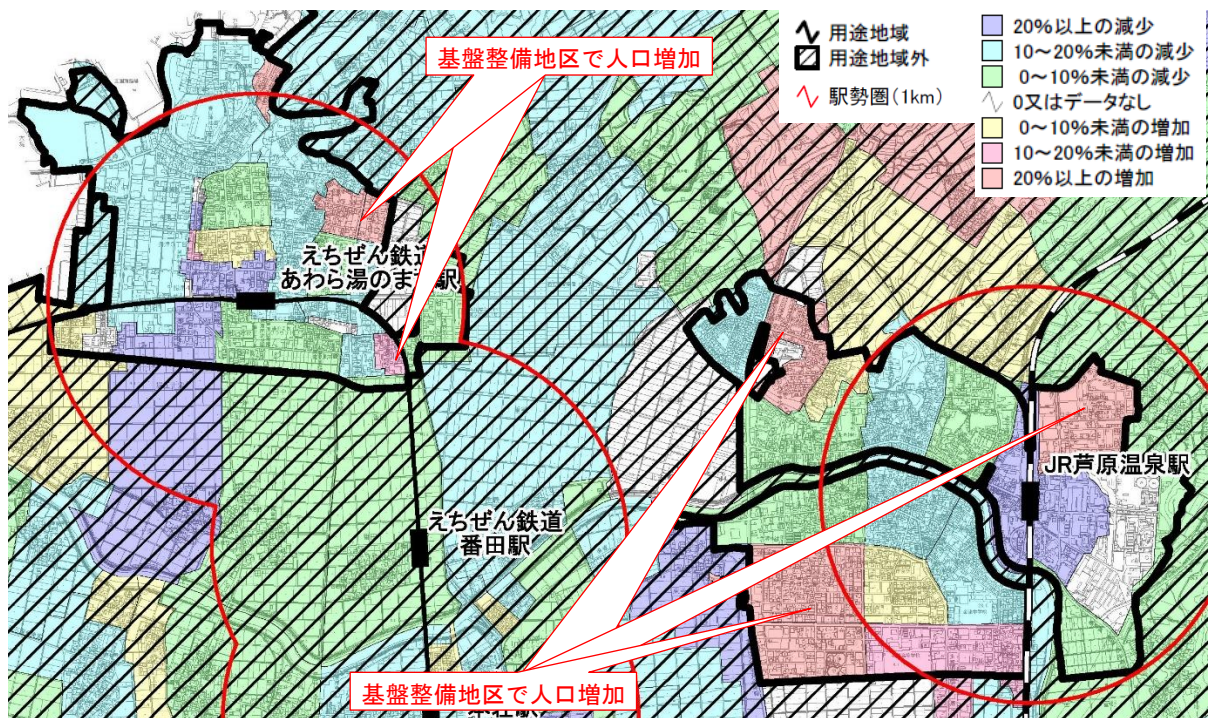 基盤整備地区で人口増加
用途地域
用途地域外
駅勢圏(1km)
20%以上の減少
10~20%未満の減少
0~10%未満の減少
0又はデータなし
0~10%未満の増加
10~20%未満の増加
20%以上の増加
えちぜん鉄道
あわら湯のま
駅
JR芦原温泉駅
えちぜん鉄道
番田駅
基盤整備地区で人口増加